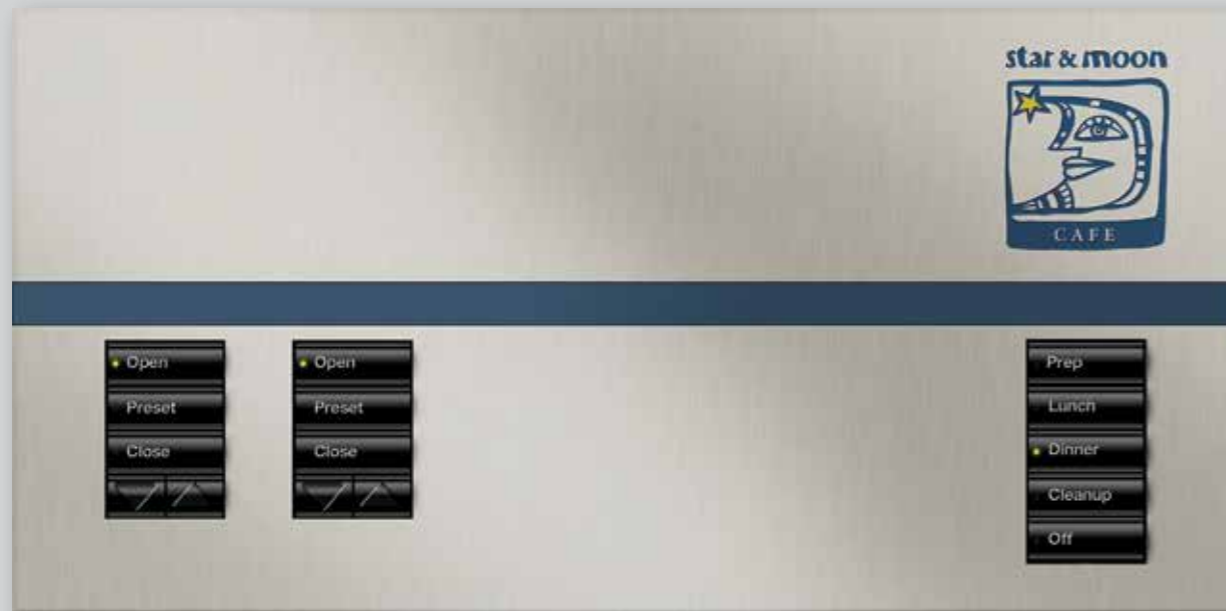 star & moon
CAFE
Open
Preset
Close
Open
Preset
Close
Prep
Lunch
Dinner
Cleanup
Off